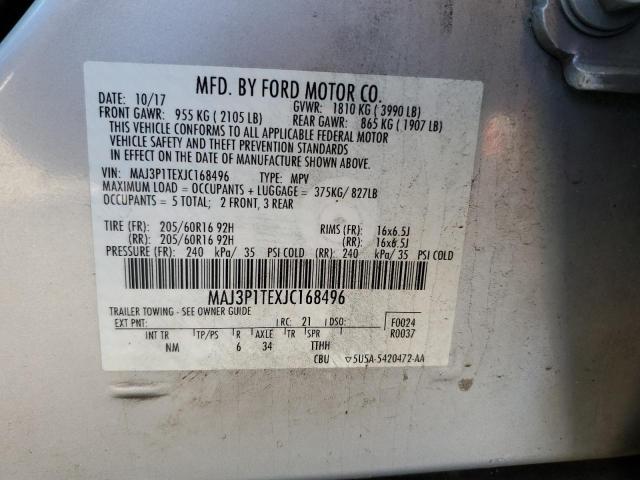 MFD. BY FORD MOTOR CO.
DATE: 10/17 GVWR: 1810 KG ( 3990 LB)
FRONT GAWR: 955 KG ( 2105 LB) REAR GAWR: 865 KG ( 1907 LB)
THIS VEHICLE CONFORMS TO ALL APPLICABLE FEDERAL MOTOR
VEHICLE SAFETY AND THEFT PREVENTION STANDARDS
IN EFFECT ON THE DATE OF MANUFACTURE SHOWN ABOVE.
VIN: MAJ3P1TEXJC168496 TYPE: MPV
MAXIMUM LOAD = OCCUPANTS + LUGGAGE = 375KG/ 827LB
OCCUPANTS = 5 TOTAL; 2 FRONT, 3 REAR
TIRE (FR): 205/60R16 92H RIMS (FR): 16x6.5J
(RR): 205/60R16 92H (RR): 16x6.5J
PRESSURE (FR): 240 kPa/ 35 PSI COLD (RR): 240 kPa/ 35 PSI COLD
MAJ3P1TEXJC168496
TRAILER TOWING - SEE OWNER GUIDE
EXT PNT: RC: 21 DSO: F0024
INT TR TP/PS R AXLE TR SPR R0037
NM 6 34 TTHH
CBU ▽5USA-5420472-AA